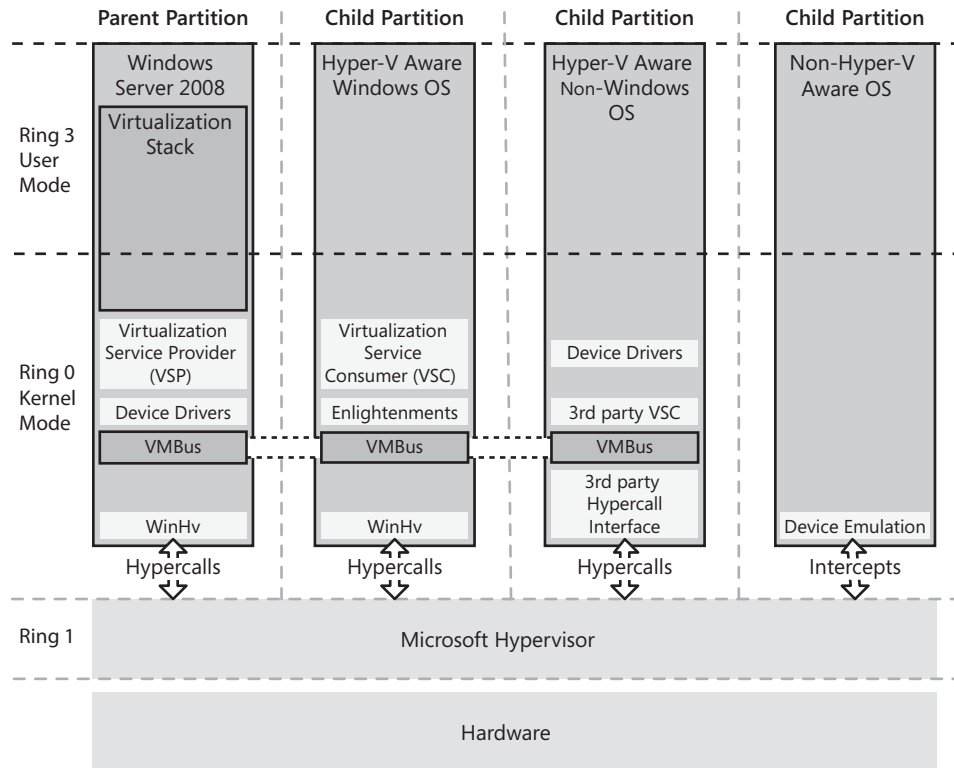 Parent Partition
Child Partition
Child Partition
Child Partition
Ring 3
User
Mode
Windows
Server 2008
Virtualization
Stack
Hyper-V Aware
Windows OS
Hyper-V Aware
Non-Windows
OS
Non-Hyper-V
Aware OS
Ring 0
Kernel
Mode
Virtualization
Service Provider
(VSP)
Device Drivers
VMBus
WinHv
Hypercalls
Virtualization
Service
Consumer (VSC)
Enlightenments
VMBus
WinHv
Hypercalls
Device Drivers
3rd party VSC
VMBus
3rd party
Hypercall
Interface
Hypercalls
Device Emulation
Intercepts
Ring 1
Microsoft Hypervisor
Hardware